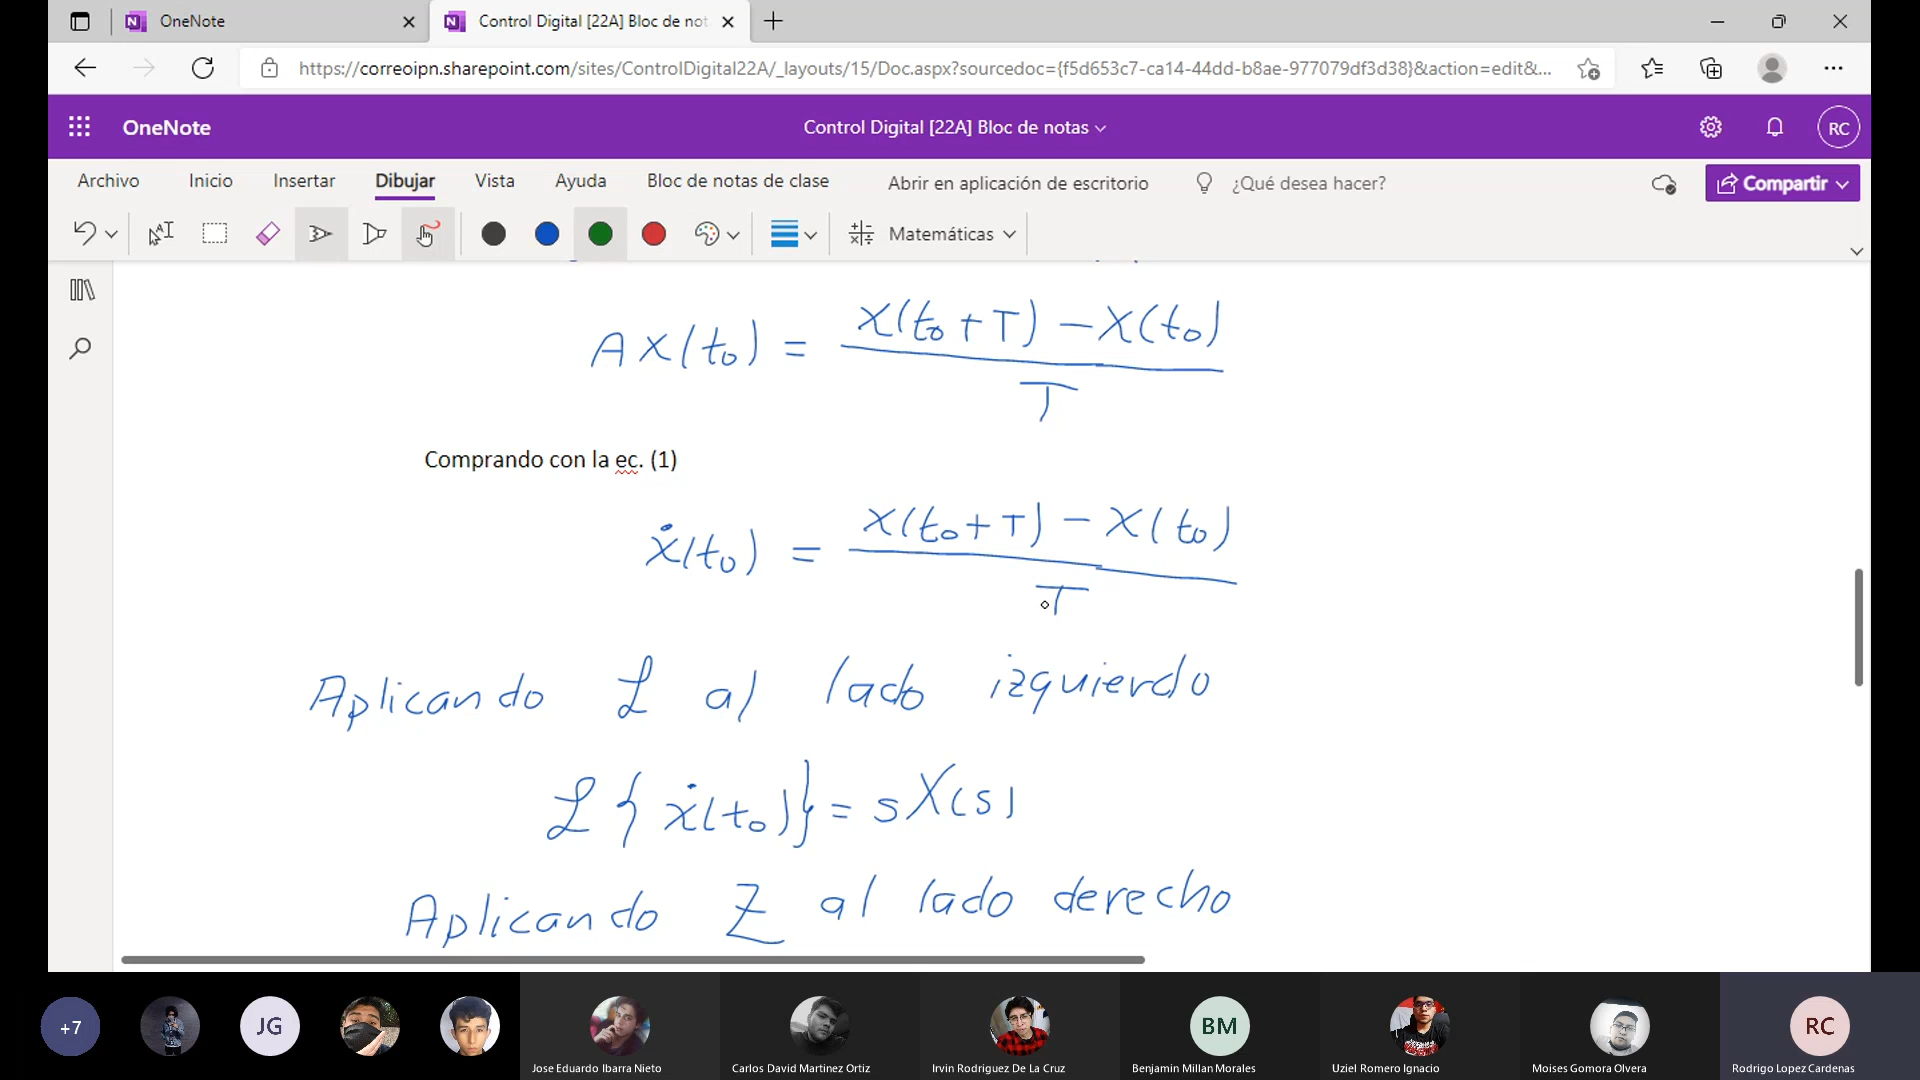 OneNote
Control Digital [22A] Bloc de not
https://correoipn.sharepoint.com/sites/ControlDigital22A/_layouts/15/Doc.aspx?sourcedoc={f5d653c7-ca14-44dd-b8ae-977079df3d38}&action=edit&...
OneNote
Control Digital [22A] Bloc de notas
RC
Archivo Inicio Insertar Dibujar Vista Ayuda Bloc de notas de clase Abrir en aplicación de escritorio ¿Qué desea hacer? Compartir
Matemáticas
A X(t₀) = X(t₀ + T) − X(t₀)
T
Comprando con la ec. (1)
ẋ(t₀) = X(t₀ + T) − X(t₀)
T
Aplicando ℒ al lado izquierdo
ℒ { ẋ(t₀) } = s X(s)
Aplicando Z al lado derecho
+7
JG
BM
RC
Jose Eduardo Ibarra Nieto
Carlos David Martinez Ortiz
Irvin Rodriguez De La Cruz
Benjamin Millan Morales
Uziel Romero Ignacio
Moises Gomora Olvera
Rodrigo Lopez Cardenas